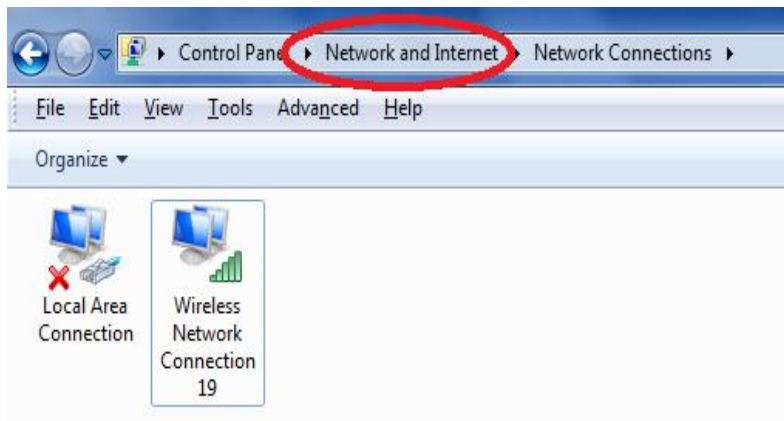 Control Panel Network and Internet Network Connections
File Edit View Tools Advanced Help
Organize
Local Area
Connection
Wireless
Network
Connection
19